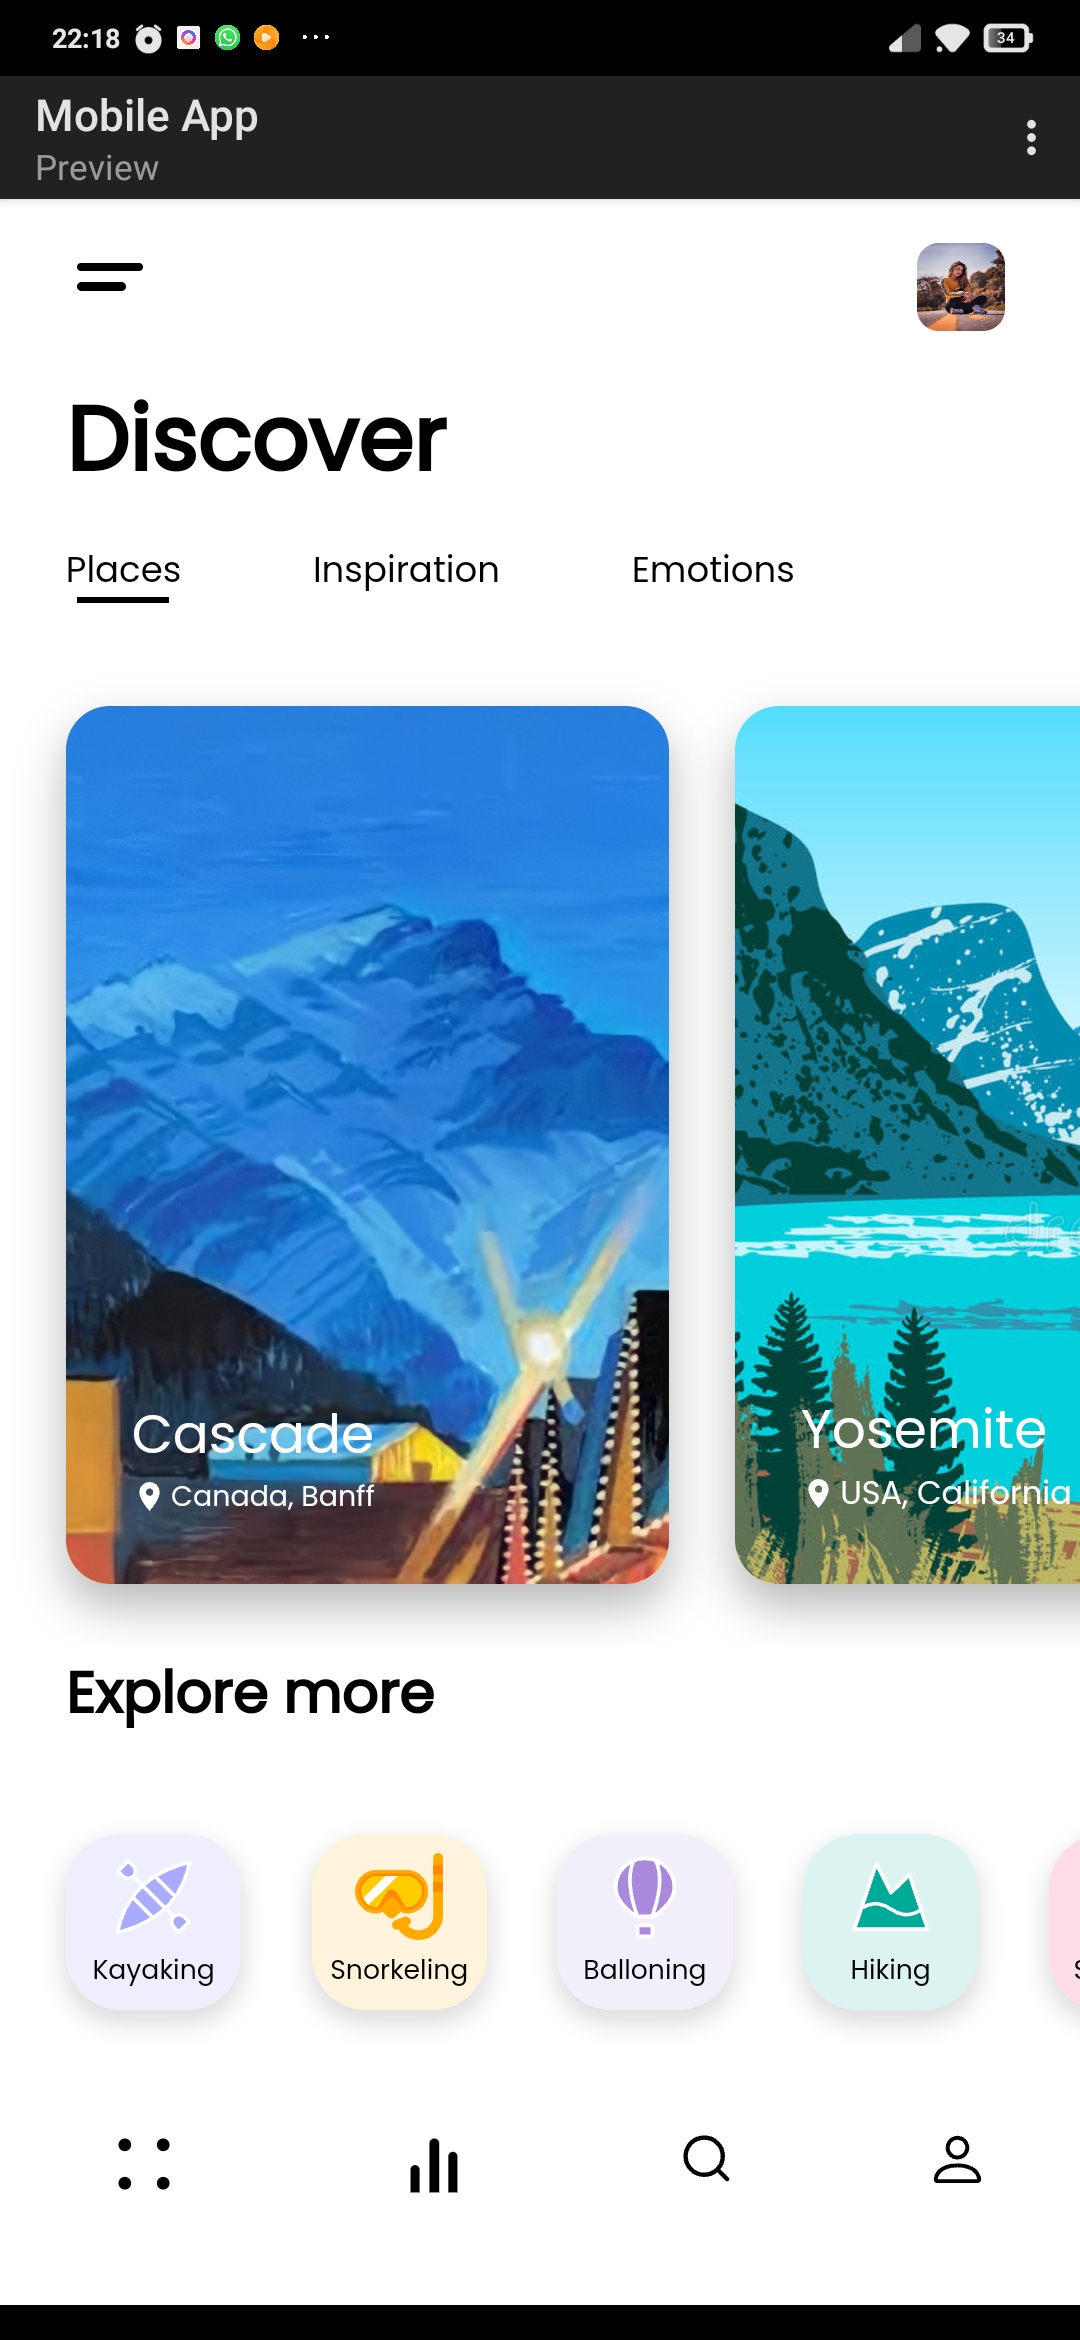 22:18
34
Mobile App
Preview
Discover
Places Inspiration Emotions
Cascade
Canada, Banff
Yosemite
USA, California
Explore more
Kayaking Snorkeling Balloning Hiking S